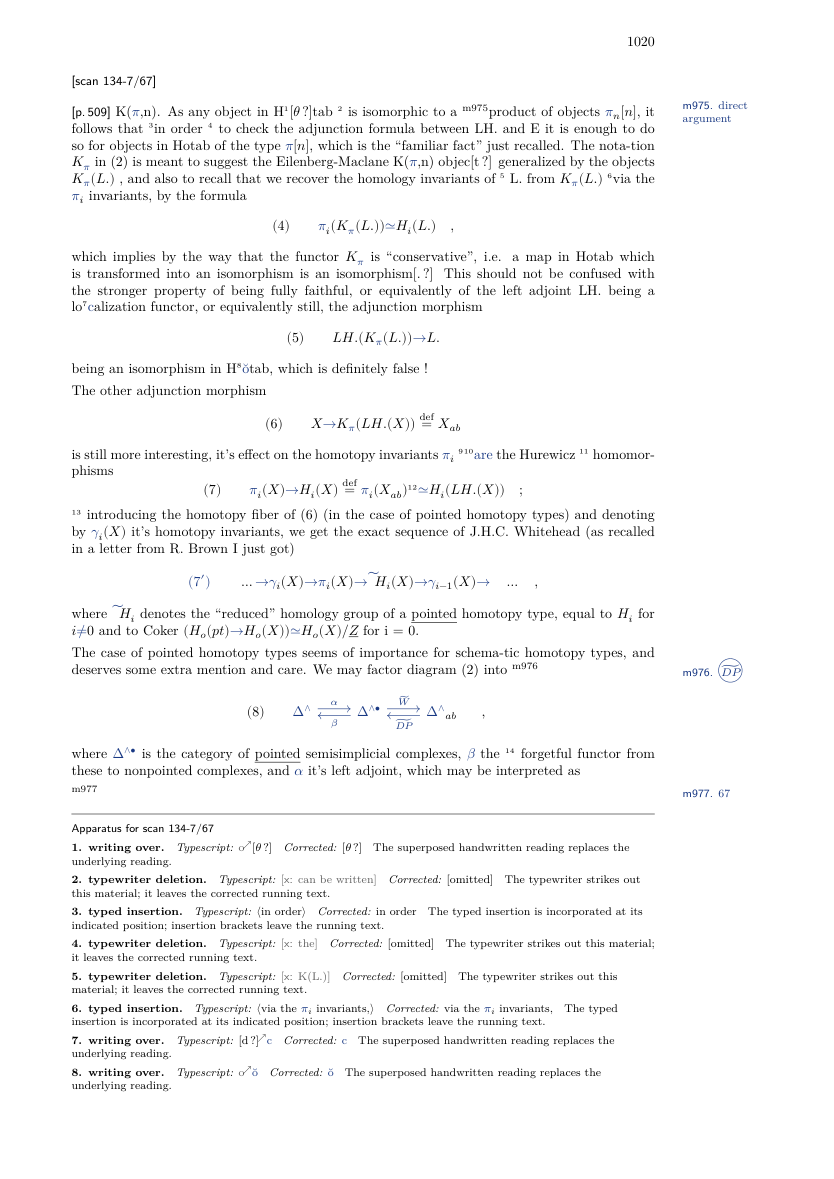 1020
[scan 134-7/67]
[p. 509] K(π,n). As any object in H¹[θ ?]tab ² is isomorphic to a ᵐ⁹⁷⁵product of objects πₙ[n], it
m975. direct
argument
follows that ³in order ⁴ to check the adjunction formula between LH. and E it is enough to do
so for objects in Hotab of the type π[n], which is the “familiar fact” just recalled. The nota-tion
K_π in (2) is meant to suggest the Eilenberg-Maclane K(π,n) objec[t ?] generalized by the objects
K_π(L.) , and also to recall that we recover the homology invariants of ⁵ L. from K_π(L.) ⁶via the
π_i invariants, by the formula
(4) π_i(K_π(L.))≃H_i(L.) ,
which implies by the way that the functor K_π is “conservative”, i.e. a map in Hotab which
is transformed into an isomorphism is an isomorphism[. ?] This should not be confused with
the stronger property of being fully faithful, or equivalently of the left adjoint LH. being a
lo⁷calization functor, or equivalently still, the adjunction morphism
(5) LH.(K_π(L.))→L.
being an isomorphism in H⁸ŏtab, which is definitely false !
The other adjunction morphism
(6) X→K_π(LH.(X)) ≝ X_ab
is still more interesting, it’s effect on the homotopy invariants π_i ⁹¹⁰are the Hurewicz ¹¹ homomor-
phisms
(7) π_i(X)→H_i(X) ≝ π_i(X_ab)¹²≃H_i(LH.(X)) ;
¹³ introducing the homotopy fiber of (6) (in the case of pointed homotopy types) and denoting
by γ_i(X) it’s homotopy invariants, we get the exact sequence of J.H.C. Whitehead (as recalled
in a letter from R. Brown I just got)
(7′) ... →γ_i(X)→π_i(X)→H̃_i(X)→γ_{i−1}(X)→ ... ,
where H̃_i denotes the “reduced” homology group of a pointed homotopy type, equal to H_i for
i≠0 and to Coker (H_o(pt)→H_o(X))≃H_o(X)/Z for i = 0.
The case of pointed homotopy types seems of importance for schema-tic homotopy types, and
deserves some extra mention and care. We may factor diagram (2) into ᵐ⁹⁷⁶
m976. D̃P
(8) Δ^∧ ⇄ Δ^∧• ⇄ Δ^∧_ab ,
α W̃
β D̃P
where Δ^∧• is the category of pointed semisimplicial complexes, β the ¹⁴ forgetful functor from
these to nonpointed complexes, and α it’s left adjoint, which may be interpreted as
ᵐ⁹⁷⁷
m977. 67
Apparatus for scan 134-7/67
1. writing over. Typescript: o↗[θ ?] Corrected: [θ ?] The superposed handwritten reading replaces the
underlying reading.
2. typewriter deletion. Typescript: [x: can be written] Corrected: [omitted] The typewriter strikes out
this material; it leaves the corrected running text.
3. typed insertion. Typescript: ⟨in order⟩ Corrected: in order The typed insertion is incorporated at its
indicated position; insertion brackets leave the running text.
4. typewriter deletion. Typescript: [x: the] Corrected: [omitted] The typewriter strikes out this material;
it leaves the corrected running text.
5. typewriter deletion. Typescript: [x: K(L.)] Corrected: [omitted] The typewriter strikes out this
material; it leaves the corrected running text.
6. typed insertion. Typescript: ⟨via the π_i invariants,⟩ Corrected: via the π_i invariants, The typed
insertion is incorporated at its indicated position; insertion brackets leave the running text.
7. writing over. Typescript: [d ?]↗c Corrected: c The superposed handwritten reading replaces the
underlying reading.
8. writing over. Typescript: o↗ŏ Corrected: ŏ The superposed handwritten reading replaces the
underlying reading.